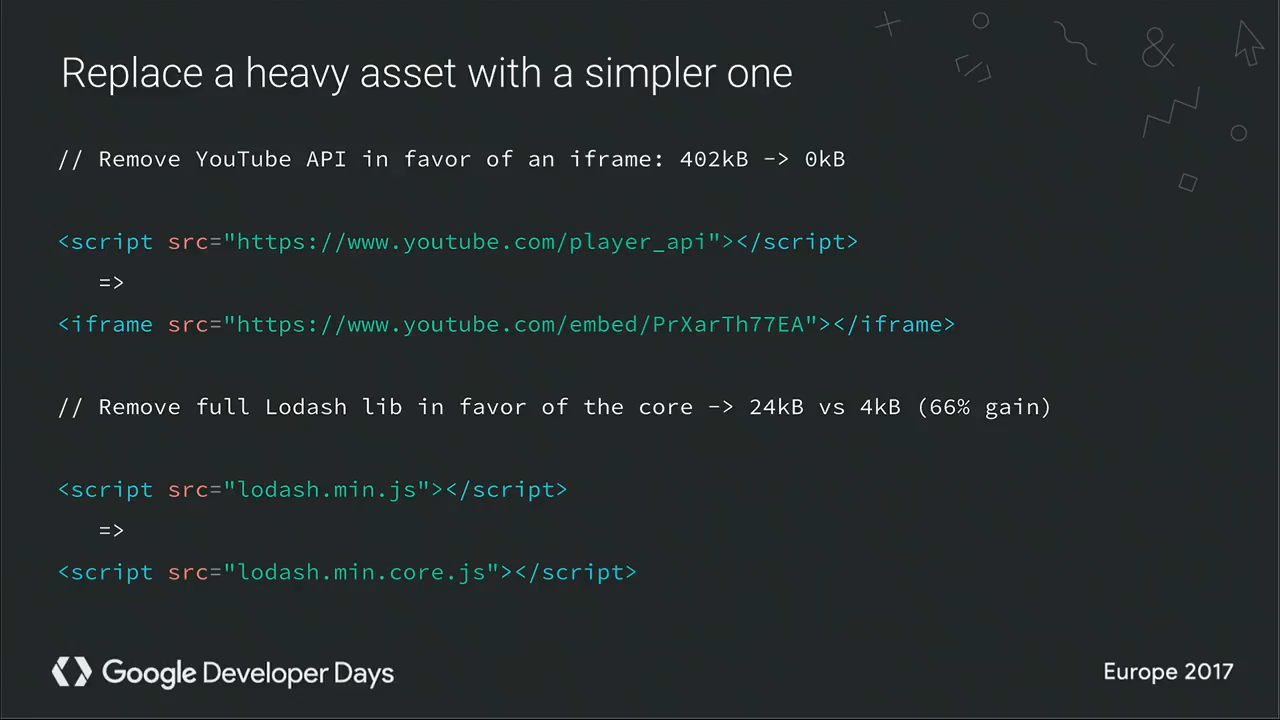 Replace a heavy asset with a simpler one
// Remove YouTube API in favor of an iframe: 402kB -> 0kB
<script src="https://www.youtube.com/player_api"></script>
=>
<iframe src="https://www.youtube.com/embed/PrXarTh77EA"></iframe>
// Remove full Lodash lib in favor of the core -> 24kB vs 4kB (66% gain)
<script src="lodash.min.js"></script>
=>
<script src="lodash.min.core.js"></script>
Google Developer Days
Europe 2017